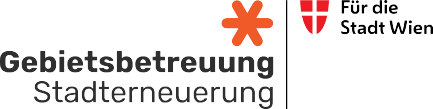 Gebietsbetreuung
Stadterneuerung
Für die
Stadt Wien